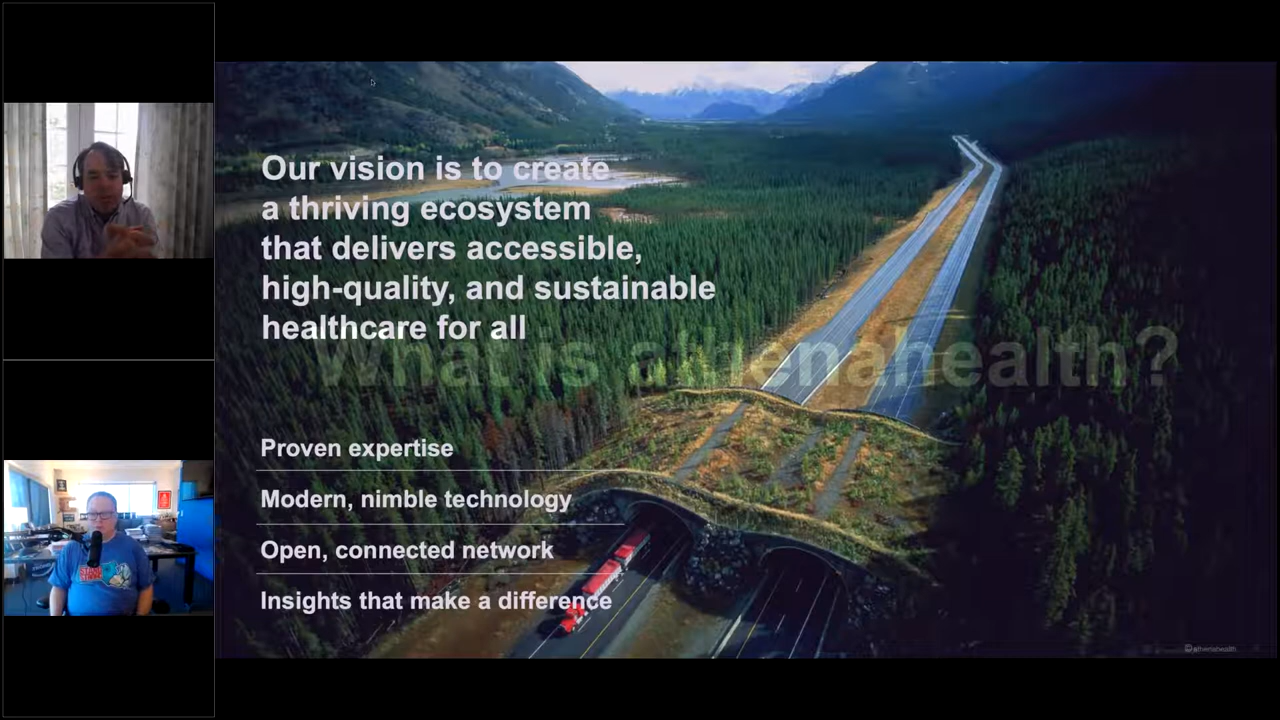 Our vision is to create
a thriving ecosystem
that delivers accessible,
high-quality, and sustainable
healthcare for all
What is athenahealth?
Proven expertise
Modern, nimble technology
Open, connected network
Insights that make a difference
athenahealth